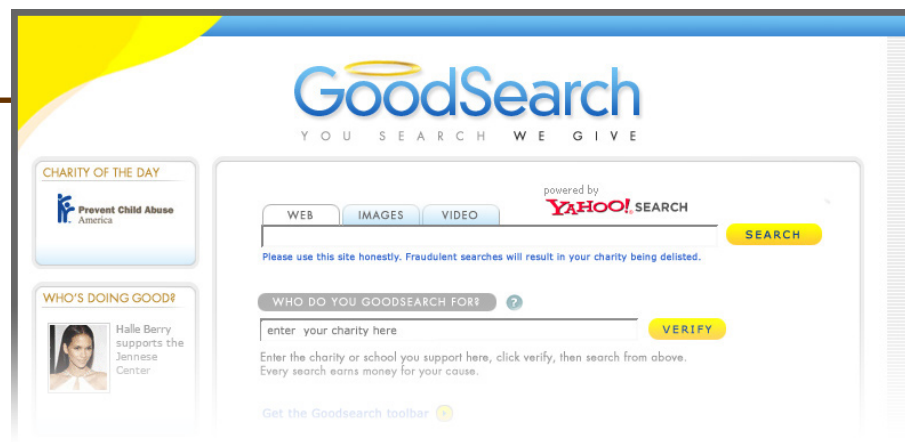 GoodSearch
YOU SEARCH WE GIVE
CHARITY OF THE DAY
Prevent Child Abuse
America
powered by
YAHOO! SEARCH
WEB IMAGES VIDEO
SEARCH
Please use this site honestly. Fraudulent searches will result in your charity being delisted.
WHO'S DOING GOOD?
Halle Berry
supports the
Jennese
Center
WHO DO YOU GOODSEARCH FOR? ?
enter your charity here
VERIFY
Enter the charity or school you support here, click verify, then search from above.
Every search earns money for your cause.
Get the Goodsearch toolbar